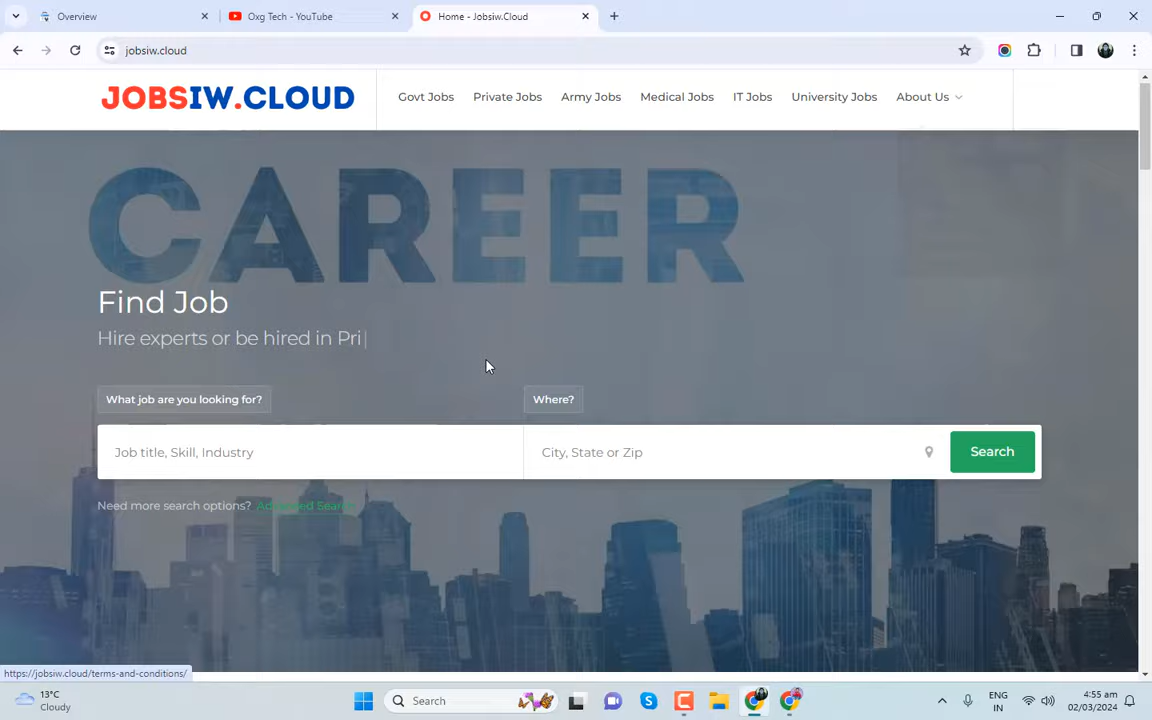 Overview
Oxg Tech - YouTube
Home - Jobsiw.Cloud
jobsiw.cloud
JOBSIW.CLOUD
Govt Jobs
Private Jobs
Army Jobs
Medical Jobs
IT Jobs
University Jobs
About Us
CAREER
Find Job
Hire experts or be hired in Pri
What job are you looking for?
Where?
Job title, Skill, Industry
City, State or Zip
Search
Need more search options? Advanced Search
https://jobsiw.cloud/terms-and-conditions/
13°C
Cloudy
Search
ENG
IN
4:55 am
02/03/2024